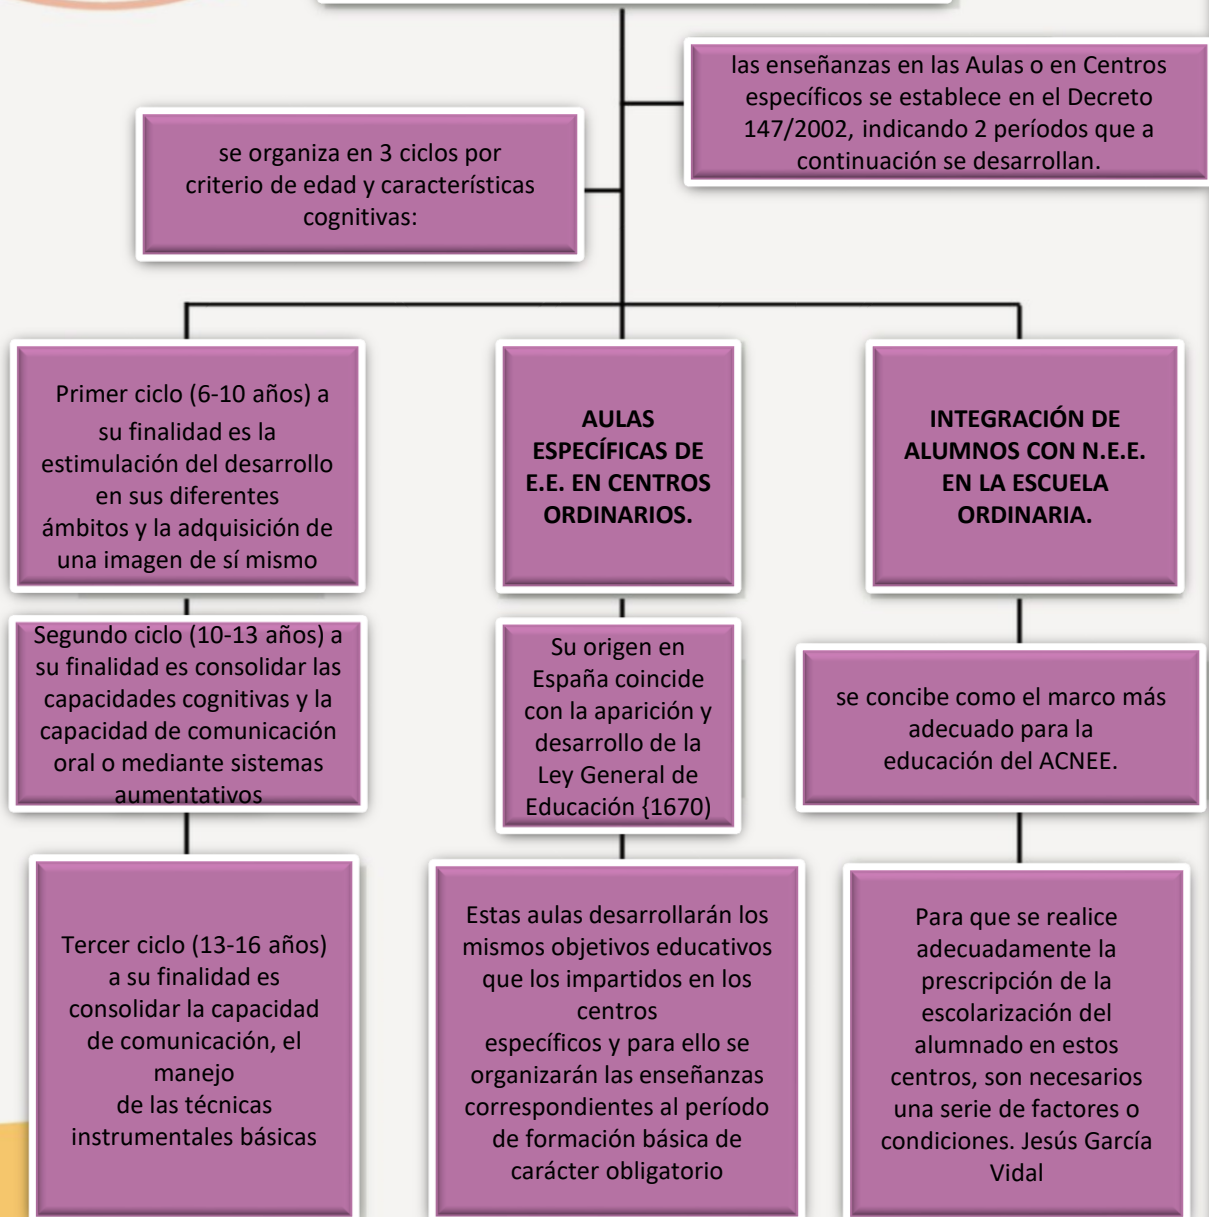 las enseñanzas en las Aulas o en Centros
específicos se establece en el Decreto
147/2002, indicando 2 períodos que a
continuación se desarrollan.
se organiza en 3 ciclos por
criterio de edad y características
cognitivas:
Primer ciclo (6-10 años) a
su finalidad es la
estimulación del desarrollo
en sus diferentes
ámbitos y la adquisición de
una imagen de sí mismo
Segundo ciclo (10-13 años) a
su finalidad es consolidar las
capacidades cognitivas y la
capacidad de comunicación
oral o mediante sistemas
aumentativos
Tercer ciclo (13-16 años)
a su finalidad es
consolidar la capacidad
de comunicación, el
manejo
de las técnicas
instrumentales básicas
AULAS
ESPECÍFICAS DE
E.E. EN CENTROS
ORDINARIOS.
Su origen en
España coincide
con la aparición y
desarrollo de la
Ley General de
Educación {1670)
Estas aulas desarrollarán los
mismos objetivos educativos
que los impartidos en los
centros
específicos y para ello se
organizarán las enseñanzas
correspondientes al período
de formación básica de
carácter obligatorio
INTEGRACIÓN DE
ALUMNOS CON N.E.E.
EN LA ESCUELA
ORDINARIA.
se concibe como el marco más
adecuado para la
educación del ACNEE.
Para que se realice
adecuadamente la
prescripción de la
escolarización del
alumnado en estos
centros, son necesarios
una serie de factores o
condiciones. Jesús García
Vidal